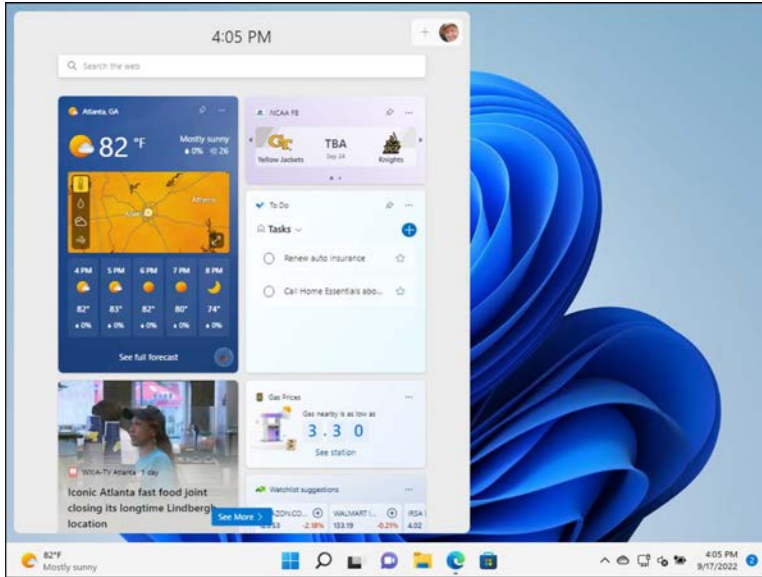 4:05 PM
Search the web
Atlanta, GA
82 °F
Mostly sunny
0% 26
Athens
4 PM 5 PM 6 PM 7 PM 8 PM
82° 83° 82° 80° 74°
0% 0% 0% 0% 0%
See full forecast
NCAA FB
TBA
Sep 24
Yellow Jackets Knights
To Do
Tasks
Renew auto insurance
Call Home Essentials abo...
WXIA-TV Atlanta · 1 day
Iconic Atlanta fast food joint
closing its longtime Lindbergh
location
Gas Prices
Gas nearby is as low as
3.30
See station
Watchlist suggestions
See More >
WALMART I...
-2.18% 133.19 -0.21% 4.02
82°F
Mostly sunny
4:05 PM
9/17/2022